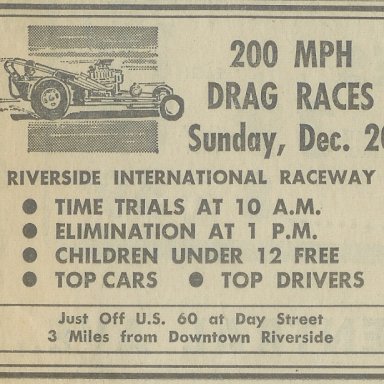 200 MPH
DRAG RACES
Sunday, Dec. 20
RIVERSIDE INTERNATIONAL RACEWAY
● TIME TRIALS AT 10 A.M.
● ELIMINATION AT 1 P.M.
● CHILDREN UNDER 12 FREE
● TOP CARS ● TOP DRIVERS
Just Off U.S. 60 at Day Street
3 Miles from Downtown Riverside